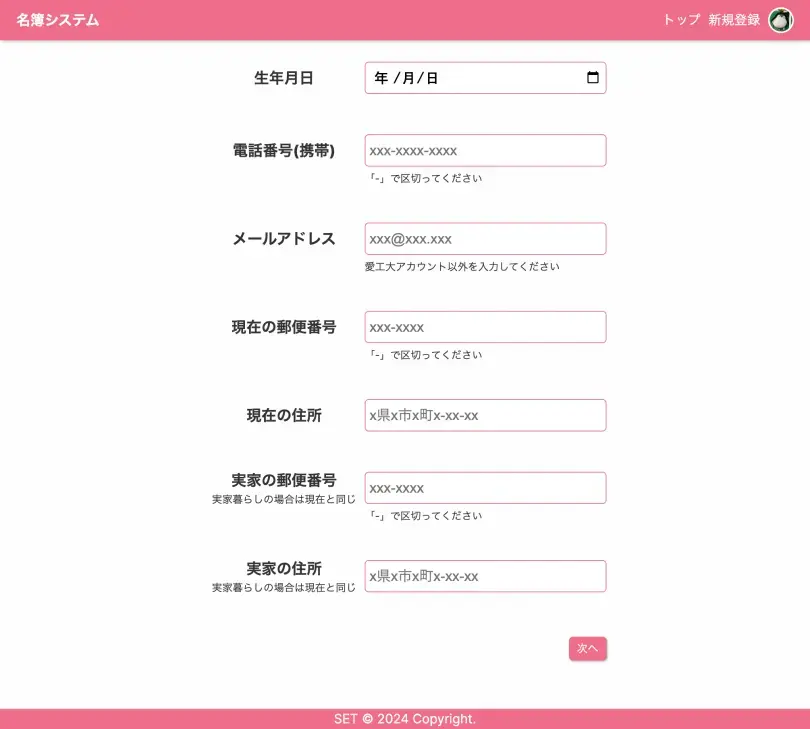 名簿システム
トップ 新規登録
生年月日
年 /月/日
電話番号(携帯)
xxx-xxxx-xxxx
「-」で区切ってください
メールアドレス
xxx@xxx.xxx
愛工大アカウント以外を入力してください
現在の郵便番号
xxx-xxxx
「-」で区切ってください
現在の住所
x県x市x町x-xx-xx
実家の郵便番号
実家暮らしの場合は現在と同じ
xxx-xxxx
「-」で区切ってください
実家の住所
実家暮らしの場合は現在と同じ
x県x市x町x-xx-xx
次へ
SET © 2024 Copyright.